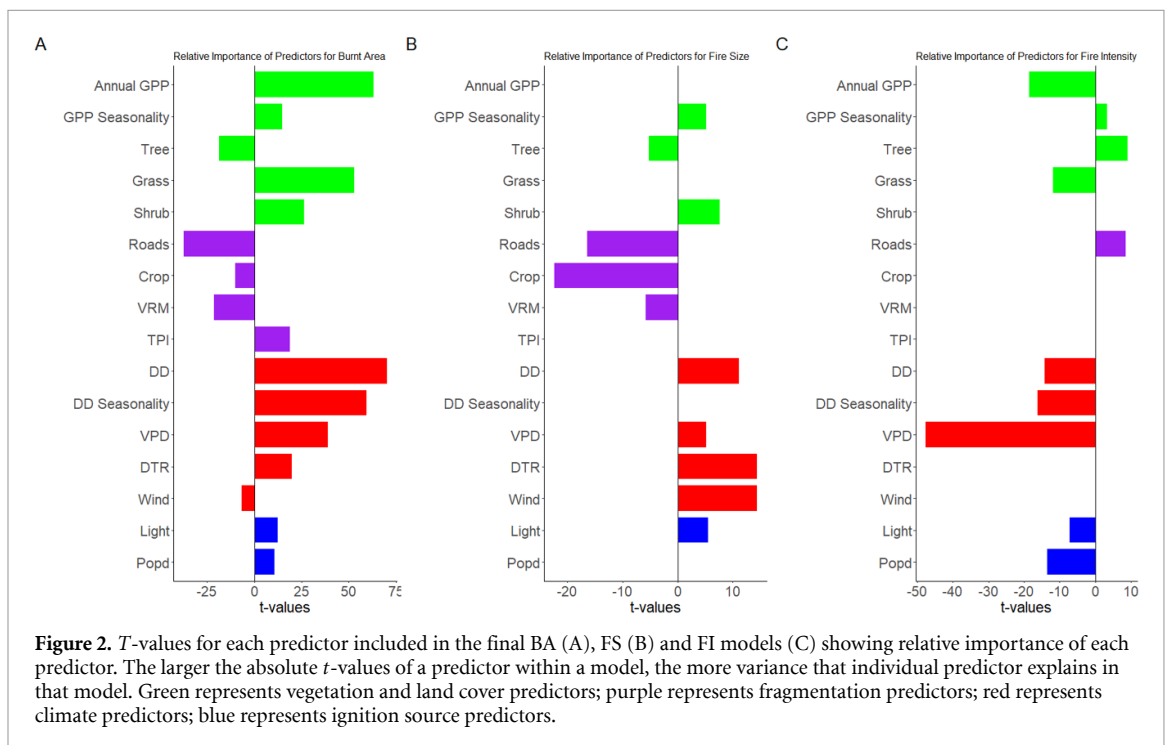 A
Relative Importance of Predictors for Burnt Area
Annual GPP
GPP Seasonality
Tree
Grass
Shrub
Roads
Crop
VRM
TPI
DD
DD Seasonality
VPD
DTR
Wind
Light
Popd
-25 0 25 50 75
t-values
B
Relative Importance of Predictors for Fire Size
Annual GPP
GPP Seasonality
Tree
Grass
Shrub
Roads
Crop
VRM
TPI
DD
DD Seasonality
VPD
DTR
Wind
Light
Popd
-20 -10 0 10
t-values
C
Relative Importance of Predictors for Fire Intensity
Annual GPP
GPP Seasonality
Tree
Grass
Shrub
Roads
Crop
VRM
TPI
DD
DD Seasonality
VPD
DTR
Wind
Light
Popd
-50 -40 -30 -20 -10 0 10
t-values
Figure 2. T-values for each predictor included in the final BA (A), FS (B) and FI models (C) showing relative importance of each
predictor. The larger the absolute t-values of a predictor within a model, the more variance that individual predictor explains in
that model. Green represents vegetation and land cover predictors; purple represents fragmentation predictors; red represents
climate predictors; blue represents ignition source predictors.